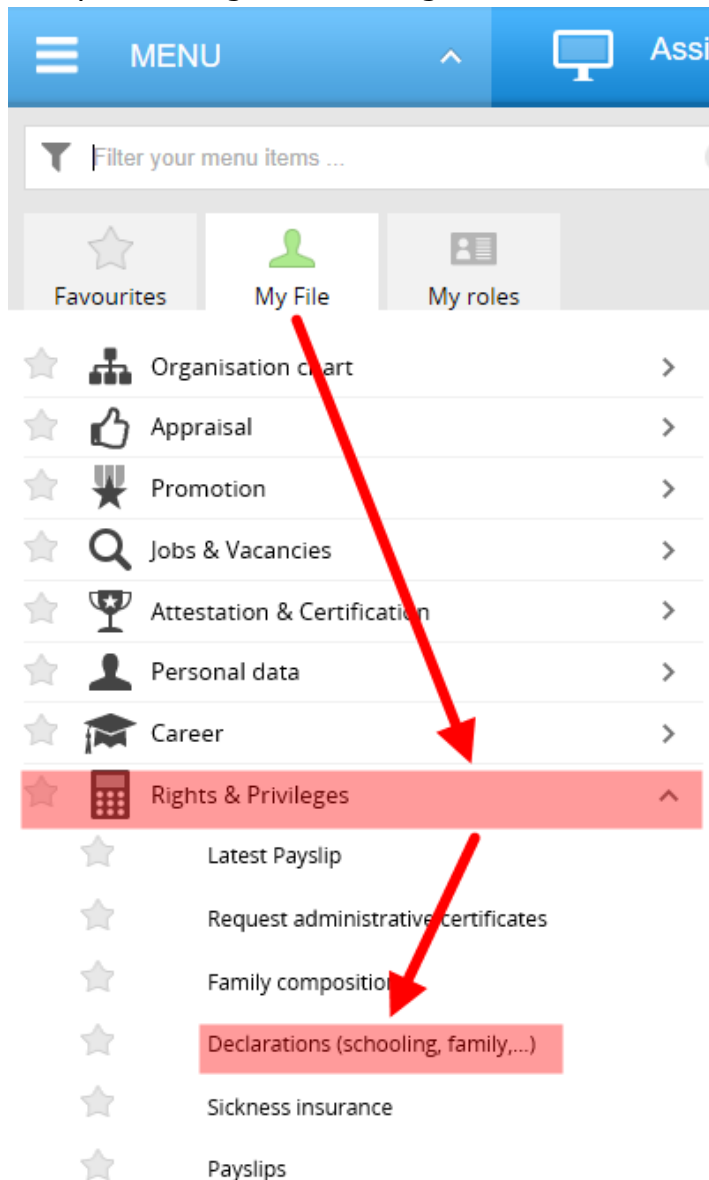 MENU Assi
Filter your menu items ...
Favourites My File My roles
Organisation chart
Appraisal
Promotion
Jobs & Vacancies
Attestation & Certification
Personal data
Career
Rights & Privileges
Latest Payslip
Request administrative certificates
Family composition
Declarations (schooling, family,...)
Sickness insurance
Payslips